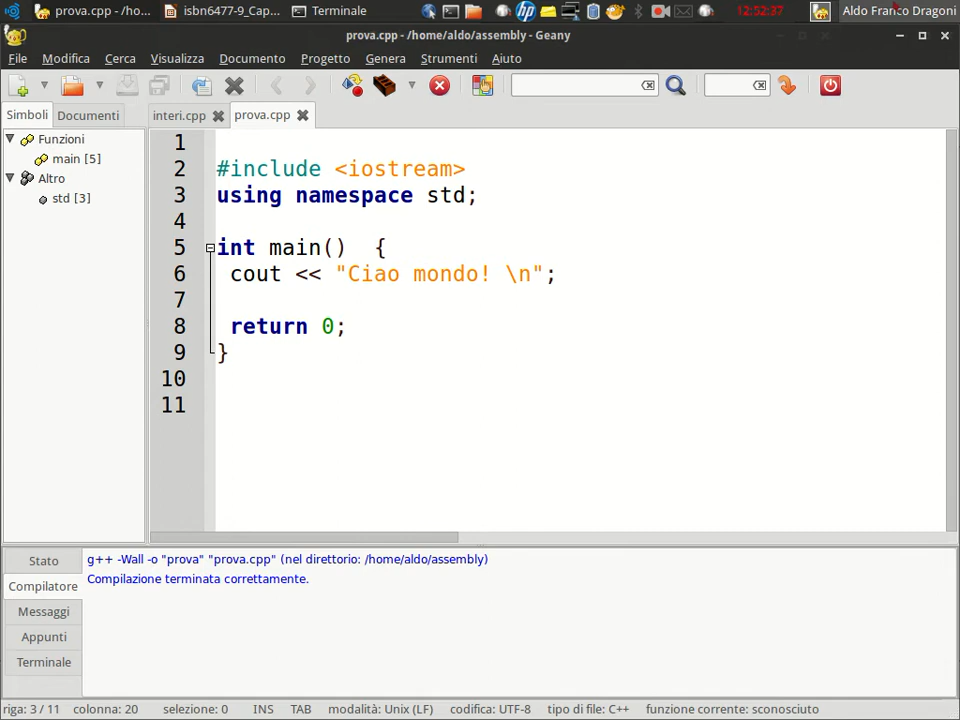 prova.cpp - /ho...
isbn6477-9_Cap...
Terminale
12:52:37
Aldo Franco Dragoni
prova.cpp - /home/aldo/assembly - Geany
File Modifica Cerca Visualizza Documento Progetto Genera Strumenti Aiuto
Simboli Documenti
interi.cpp prova.cpp
Funzioni
main [5]
Altro
std [3]
1
2 #include <iostream>
3 using namespace std;
4
5 int main()  {
6 cout << "Ciao mondo! \n";
7
8 return 0;
9 }
10
11
Stato
Compilatore
Messaggi
Appunti
Terminale
g++ -Wall -o "prova" "prova.cpp" (nel direttorio: /home/aldo/assembly)
Compilazione terminata correttamente.
riga: 3 / 11 colonna: 20 selezione: 0 INS TAB modalità: Unix (LF) codifica: UTF-8 tipo di file: C++ funzione corrente: sconosciuto